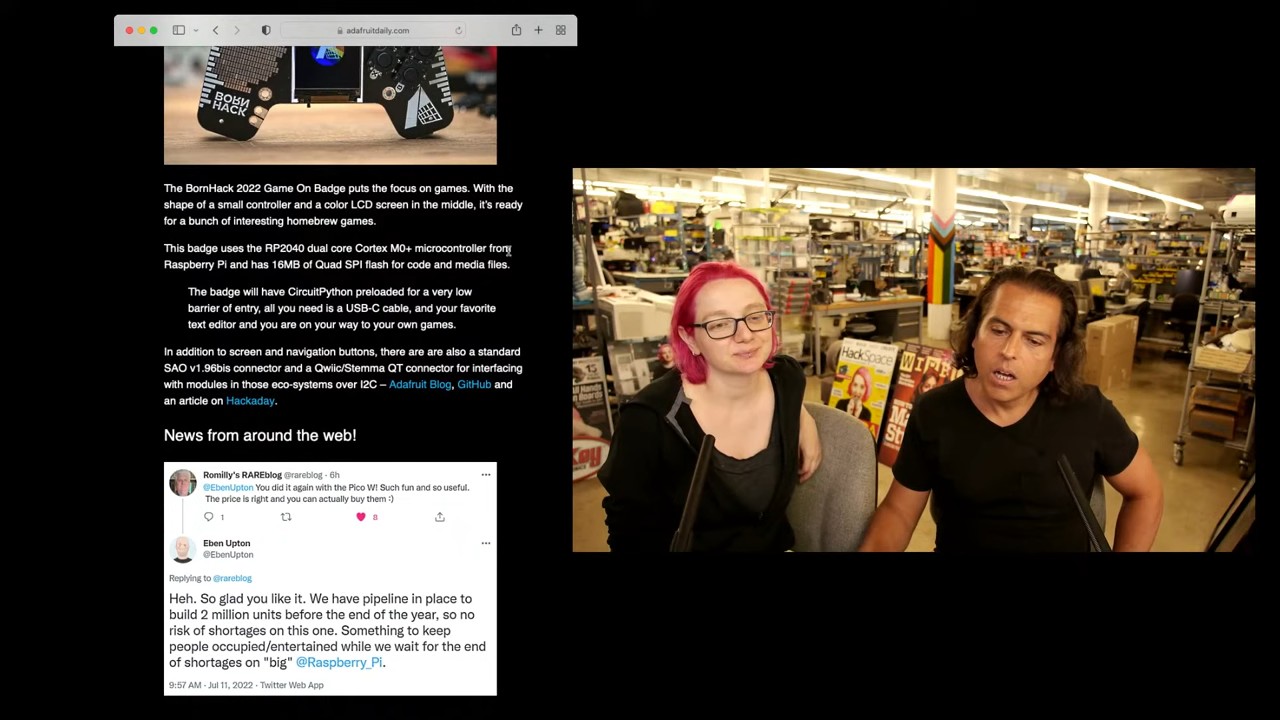 adafruitdaily.com
BORN
HACK
The BornHack 2022 Game On Badge puts the focus on games. With the
shape of a small controller and a color LCD screen in the middle, it's ready
for a bunch of interesting homebrew games.
This badge uses the RP2040 dual core Cortex M0+ microcontroller from
Raspberry Pi and has 16MB of Quad SPI flash for code and media files.
The badge will have CircuitPython preloaded for a very low
barrier of entry, all you need is a USB-C cable, and your favorite
text editor and you are on your way to your own games.
In addition to screen and navigation buttons, there are are also a standard
SAO v1.96bis connector and a Qwiic/Stemma QT connector for interfacing
with modules in those eco-systems over I2C – Adafruit Blog, GitHub and
an article on Hackaday.
News from around the web!
Romilly's RAREblog @rareblog · 6h
@EbenUpton You did it again with the Pico W! Such fun and so useful.
The price is right and you can actually buy them :)
1
8
Eben Upton
@EbenUpton
Replying to @rareblog
Heh. So glad you like it. We have pipeline in place to
build 2 million units before the end of the year, so no
risk of shortages on this one. Something to keep
people occupied/entertained while we wait for the end
of shortages on "big" @Raspberry_Pi.
9:57 AM · Jul 11, 2022 · Twitter Web App
HackSpace
WIRED